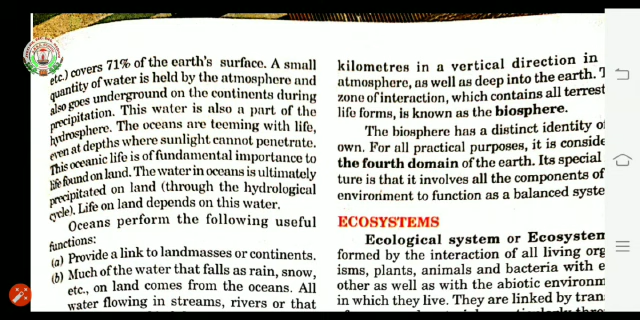 etc.) covers 71% of the earth's surface. A small
quantity of water is held by the atmosphere and
also goes underground on the continents during
precipitation. This water is also a part of the
hydrosphere. The oceans are teeming with life,
even at depths where sunlight cannot penetrate.
This oceanic life is of fundamental importance to
life found on land. The water in oceans is ultimately
precipitated on land (through the hydrological
cycle). Life on land depends on this water.
Oceans perform the following useful
functions:
(a) Provide a link to landmasses or continents.
(b) Much of the water that falls as rain, snow,
etc., on land comes from the oceans. All
water flowing in streams, rivers or that
kilometres in a vertical direction in
atmosphere, as well as deep into the earth. T
zone of interaction, which contains all terrest
life forms, is known as the biosphere.
The biosphere has a distinct identity o
own. For all practical purposes, it is conside
the fourth domain of the earth. Its special
ture is that it involves all the components of
environment to function as a balanced syste
ECOSYSTEMS
Ecological system or Ecosystem
formed by the interaction of all living org
isms, plants, animals and bacteria with e
other as well as with the abiotic environm
in which they live. They are linked by tran